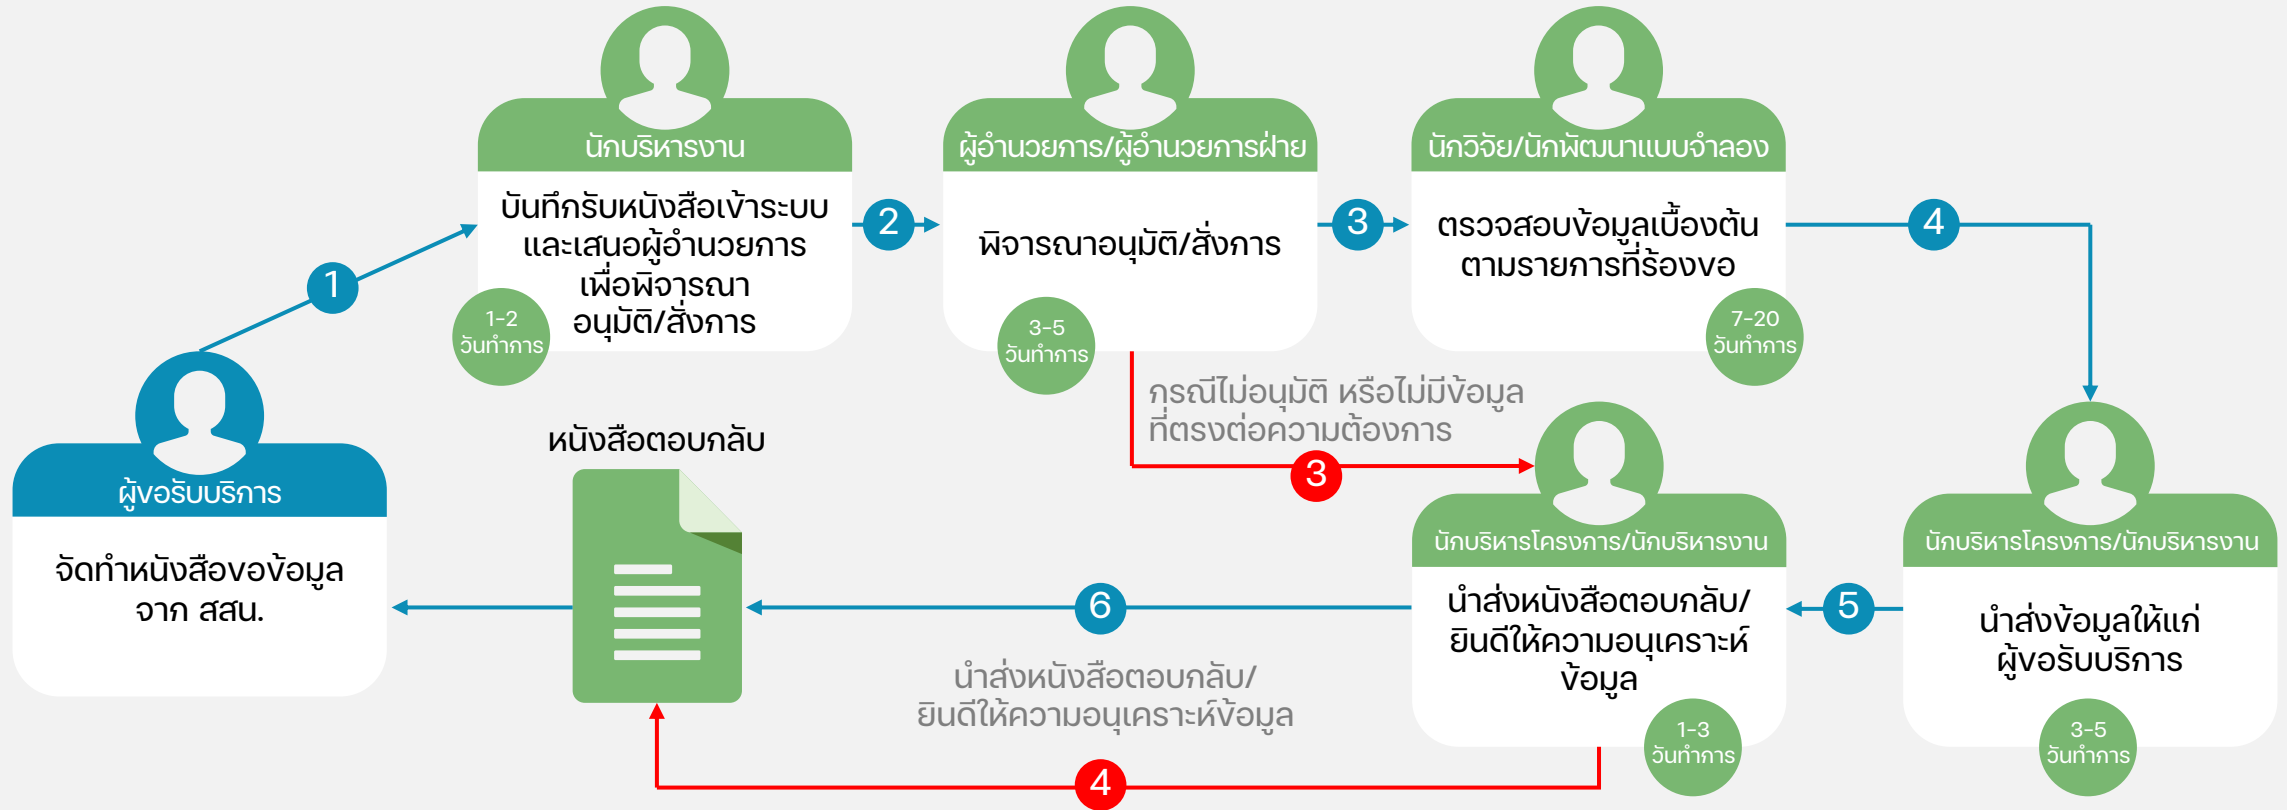 นักบริหารงาน
บันทึกรับหนังสือเข้าระบบ
และเสนอผู้อำนวยการ
เพื่อพิจารณา
อนุมัติ/สั่งการ
1-2
วันทำการ
2
ผู้อำนวยการ/ผู้อำนวยการฝ่าย
พิจารณาอนุมัติ/สั่งการ
3-5
วันทำการ
3
นักวิจัย/นักพัฒนาแบบจำลอง
ตรวจสอบข้อมูลเบื้องต้น
ตามรายการที่ร้องขอ
7-20
วันทำการ
4
1
กรณีไม่อนุมัติ หรือไม่มีข้อมูล
ที่ตรงต่อความต้องการ
3
ผู้ขอรับบริการ
จัดทำหนังสือขอข้อมูล
จาก สสน.
หนังสือตอบกลับ
6
นำส่งหนังสือตอบกลับ/
ยินดีให้ความอนุเคราะห์ข้อมูล
4
นักบริหารโครงการ/นักบริหารงาน
นำส่งหนังสือตอบกลับ/
ยินดีให้ความอนุเคราะห์
ข้อมูล
1-3
วันทำการ
5
นักบริหารโครงการ/นักบริหารงาน
นำส่งข้อมูลให้แก่
ผู้ขอรับบริการ
3-5
วันทำการ